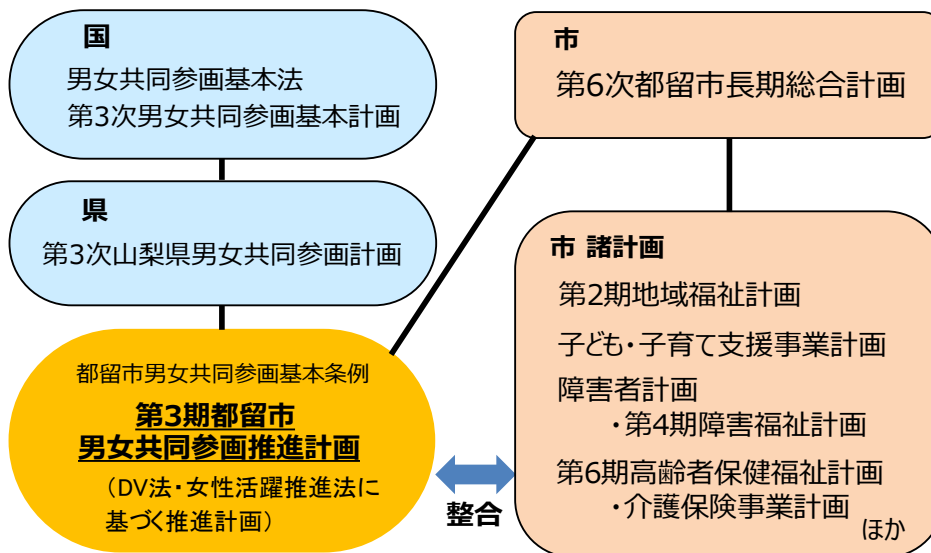 国
男女共同参画基本法
第3次男女共同参画基本計画
県
第3次山梨県男女共同参画計画
都留市男女共同参画基本条例
第3期都留市
男女共同参画推進計画
（DV法・女性活躍推進法に
基づく推進計画）
整合
市
第6次都留市長期総合計画
市 諸計画
第2期地域福祉計画
子ども・子育て支援事業計画
障害者計画
・第4期障害福祉計画
第6期高齢者保健福祉計画
・介護保険事業計画
ほか